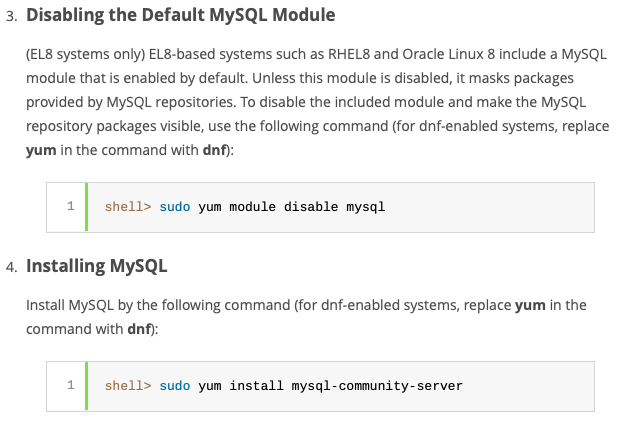 3. Disabling the Default MySQL Module
(EL8 systems only) EL8-based systems such as RHEL8 and Oracle Linux 8 include a MySQL
module that is enabled by default. Unless this module is disabled, it masks packages
provided by MySQL repositories. To disable the included module and make the MySQL
repository packages visible, use the following command (for dnf-enabled systems, replace
yum in the command with dnf):
1 shell> sudo yum module disable mysql
4. Installing MySQL
Install MySQL by the following command (for dnf-enabled systems, replace yum in the
command with dnf):
1 shell> sudo yum install mysql-community-server